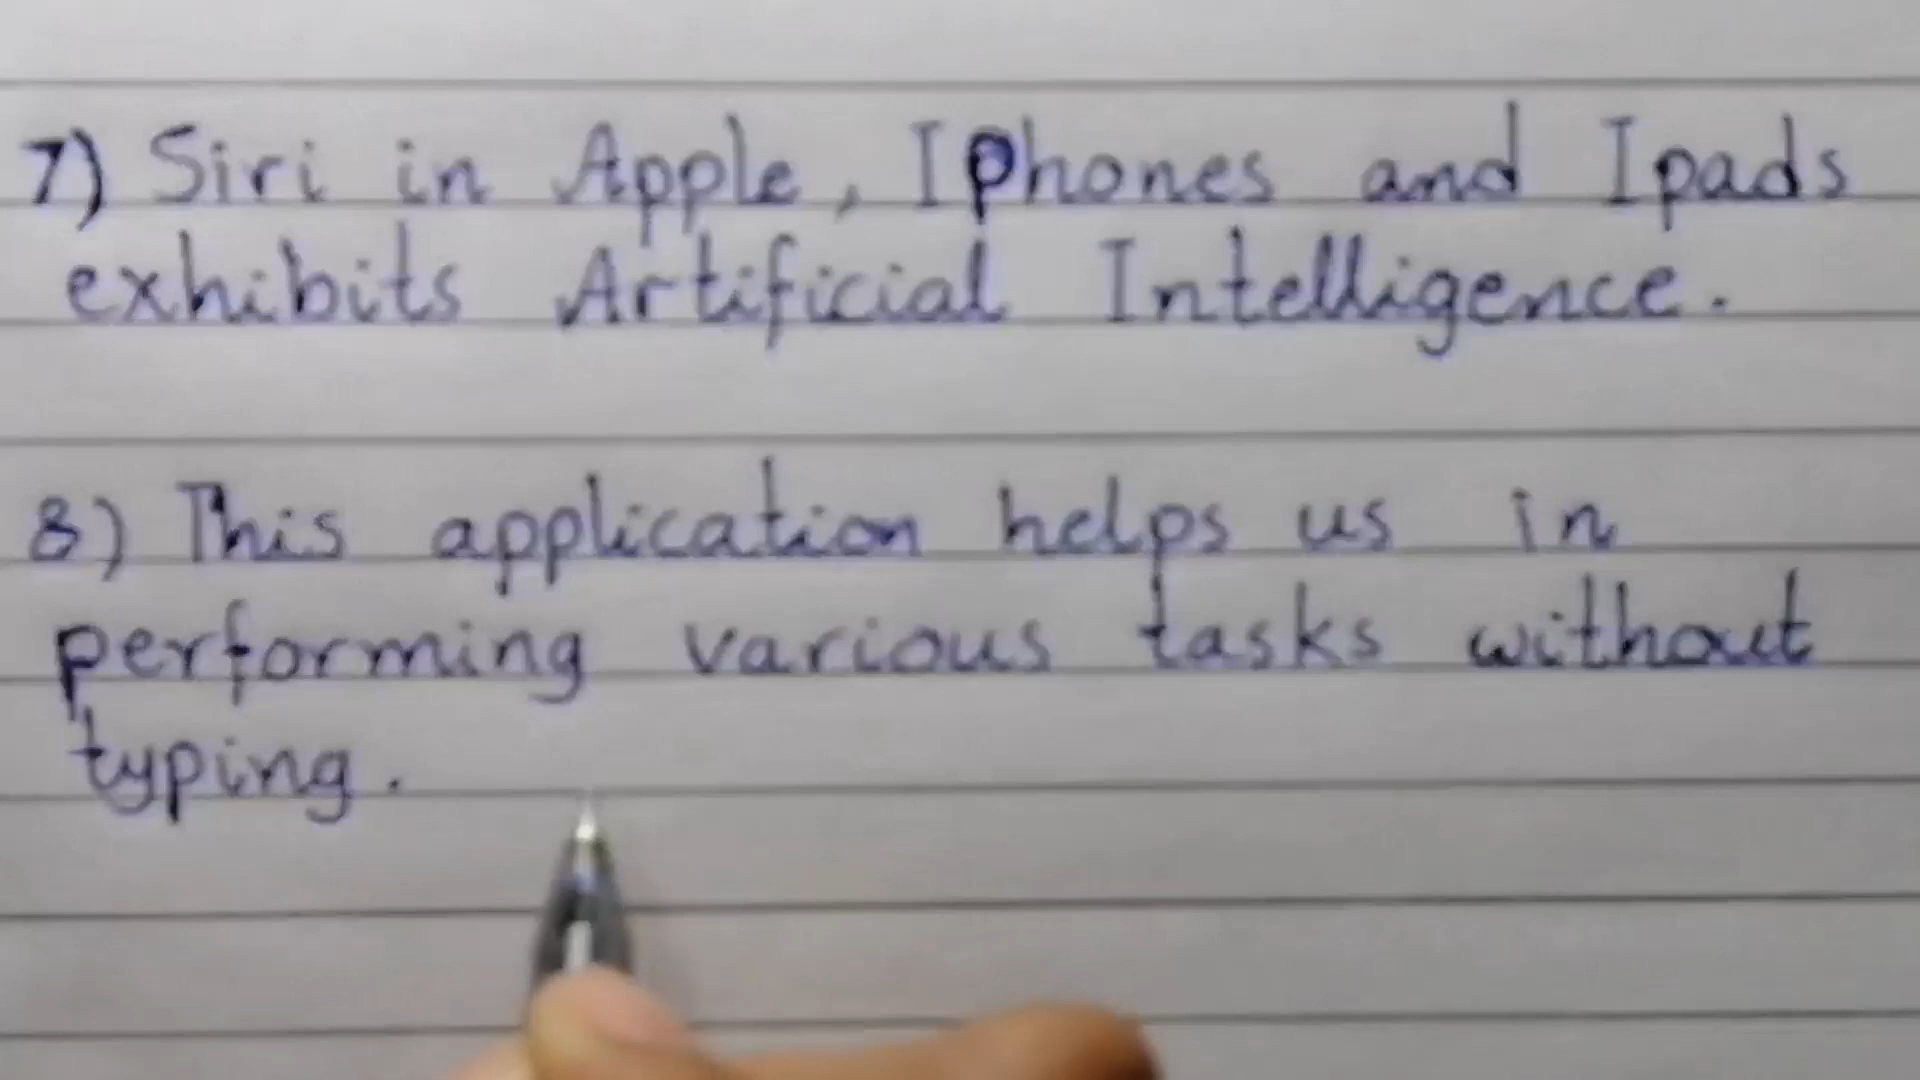 7) Siri in Apple, IPhones and Ipads
exhibits Artificial Intelligence.
8) This application helps us in
performing various tasks without
typing.